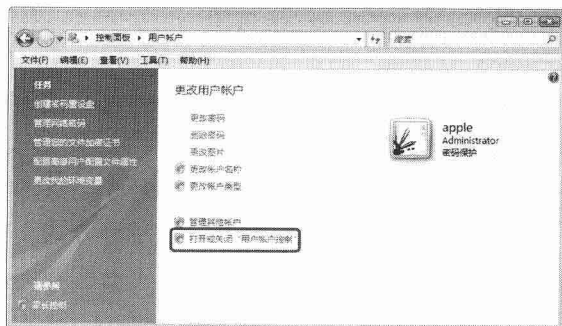 控制面板 ▸ 用户帐户
搜索
文件(F) 编辑(E) 查看(V) 工具(T) 帮助(H)
任务
创建密码重设盘
管理网络密码
管理您的文件加密证书
配置高级用户配置文件属性
更改我的环境变量
请参阅
家长控制
更改用户帐户
更改密码
删除密码
更改图片
更改帐户名称
更改帐户类型
管理其他帐户
打开或关闭“用户帐户控制”
apple
Administrator
密码保护